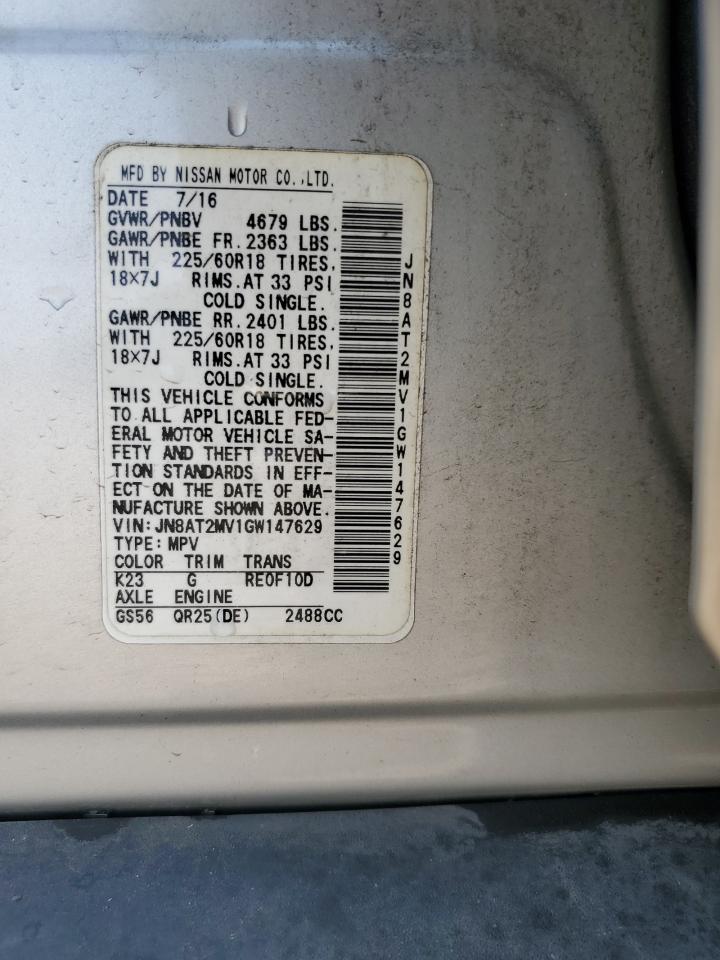 MFD BY NISSAN MOTOR CO.,LTD.
DATE 7/16
GVWR/PNBV 4679 LBS.
GAWR/PNBE FR. 2363 LBS.
WITH 225/60R18 TIRES,
18×7J RIMS. AT 33 PSI
COLD SINGLE.
GAWR/PNBE RR. 2401 LBS.
WITH 225/60R18 TIRES,
18×7J RIMS. AT 33 PSI
COLD SINGLE.
THIS VEHICLE CONFORMS
TO ALL APPLICABLE FED-
ERAL MOTOR VEHICLE SA-
FETY AND THEFT PREVEN-
TION STANDARDS IN EFF-
ECT ON THE DATE OF MA-
NUFACTURE SHOWN ABOVE.
VIN:JN8AT2MV1GW147629
TYPE:MPV
COLOR TRIM TRANS
K23 G RE0F10D
AXLE ENGINE
GS56 QR25(DE) 2488CC
JN8AT2MV1GW147629